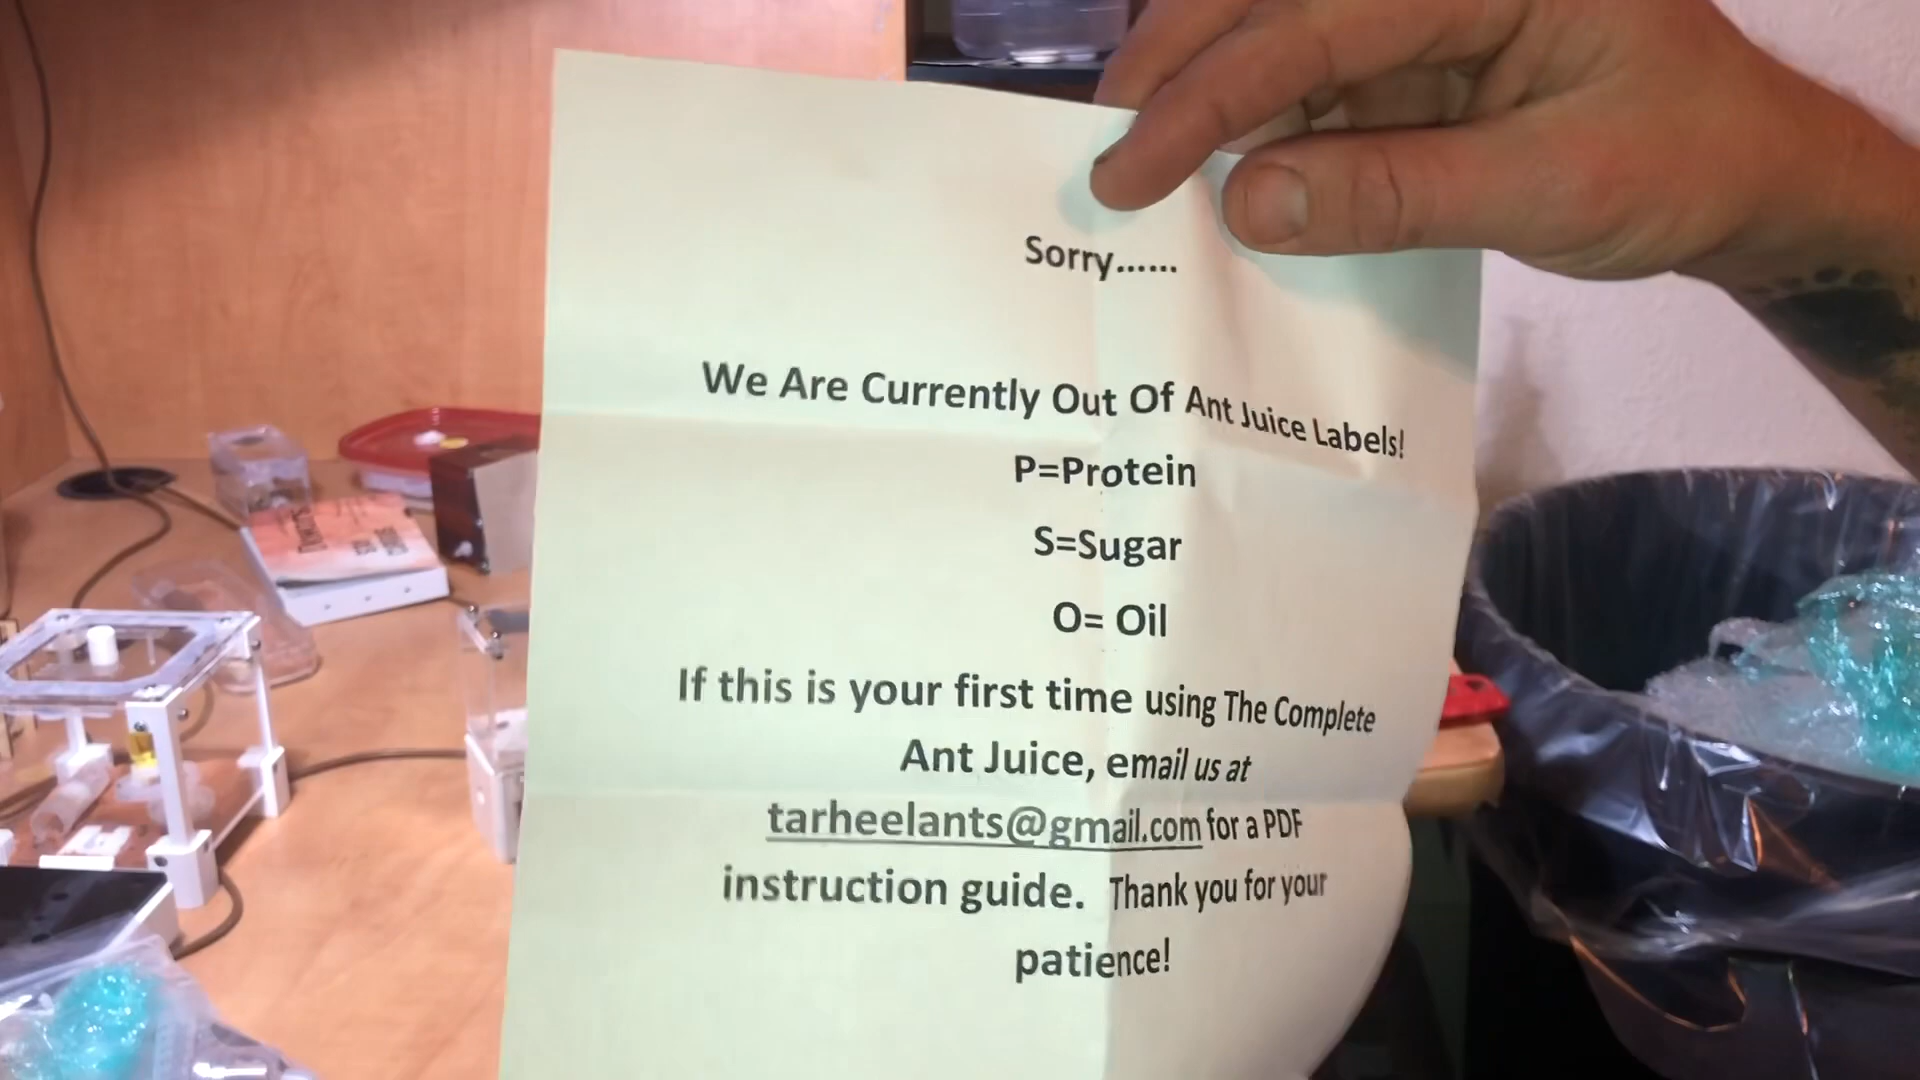 Sorry......
We Are Currently Out Of Ant Juice Labels!
P=Protein
S=Sugar
O= Oil
If this is your first time using The Complete
Ant Juice, email us at
tarheelants@gmail.com for a PDF
instruction guide. Thank you for your
patience!